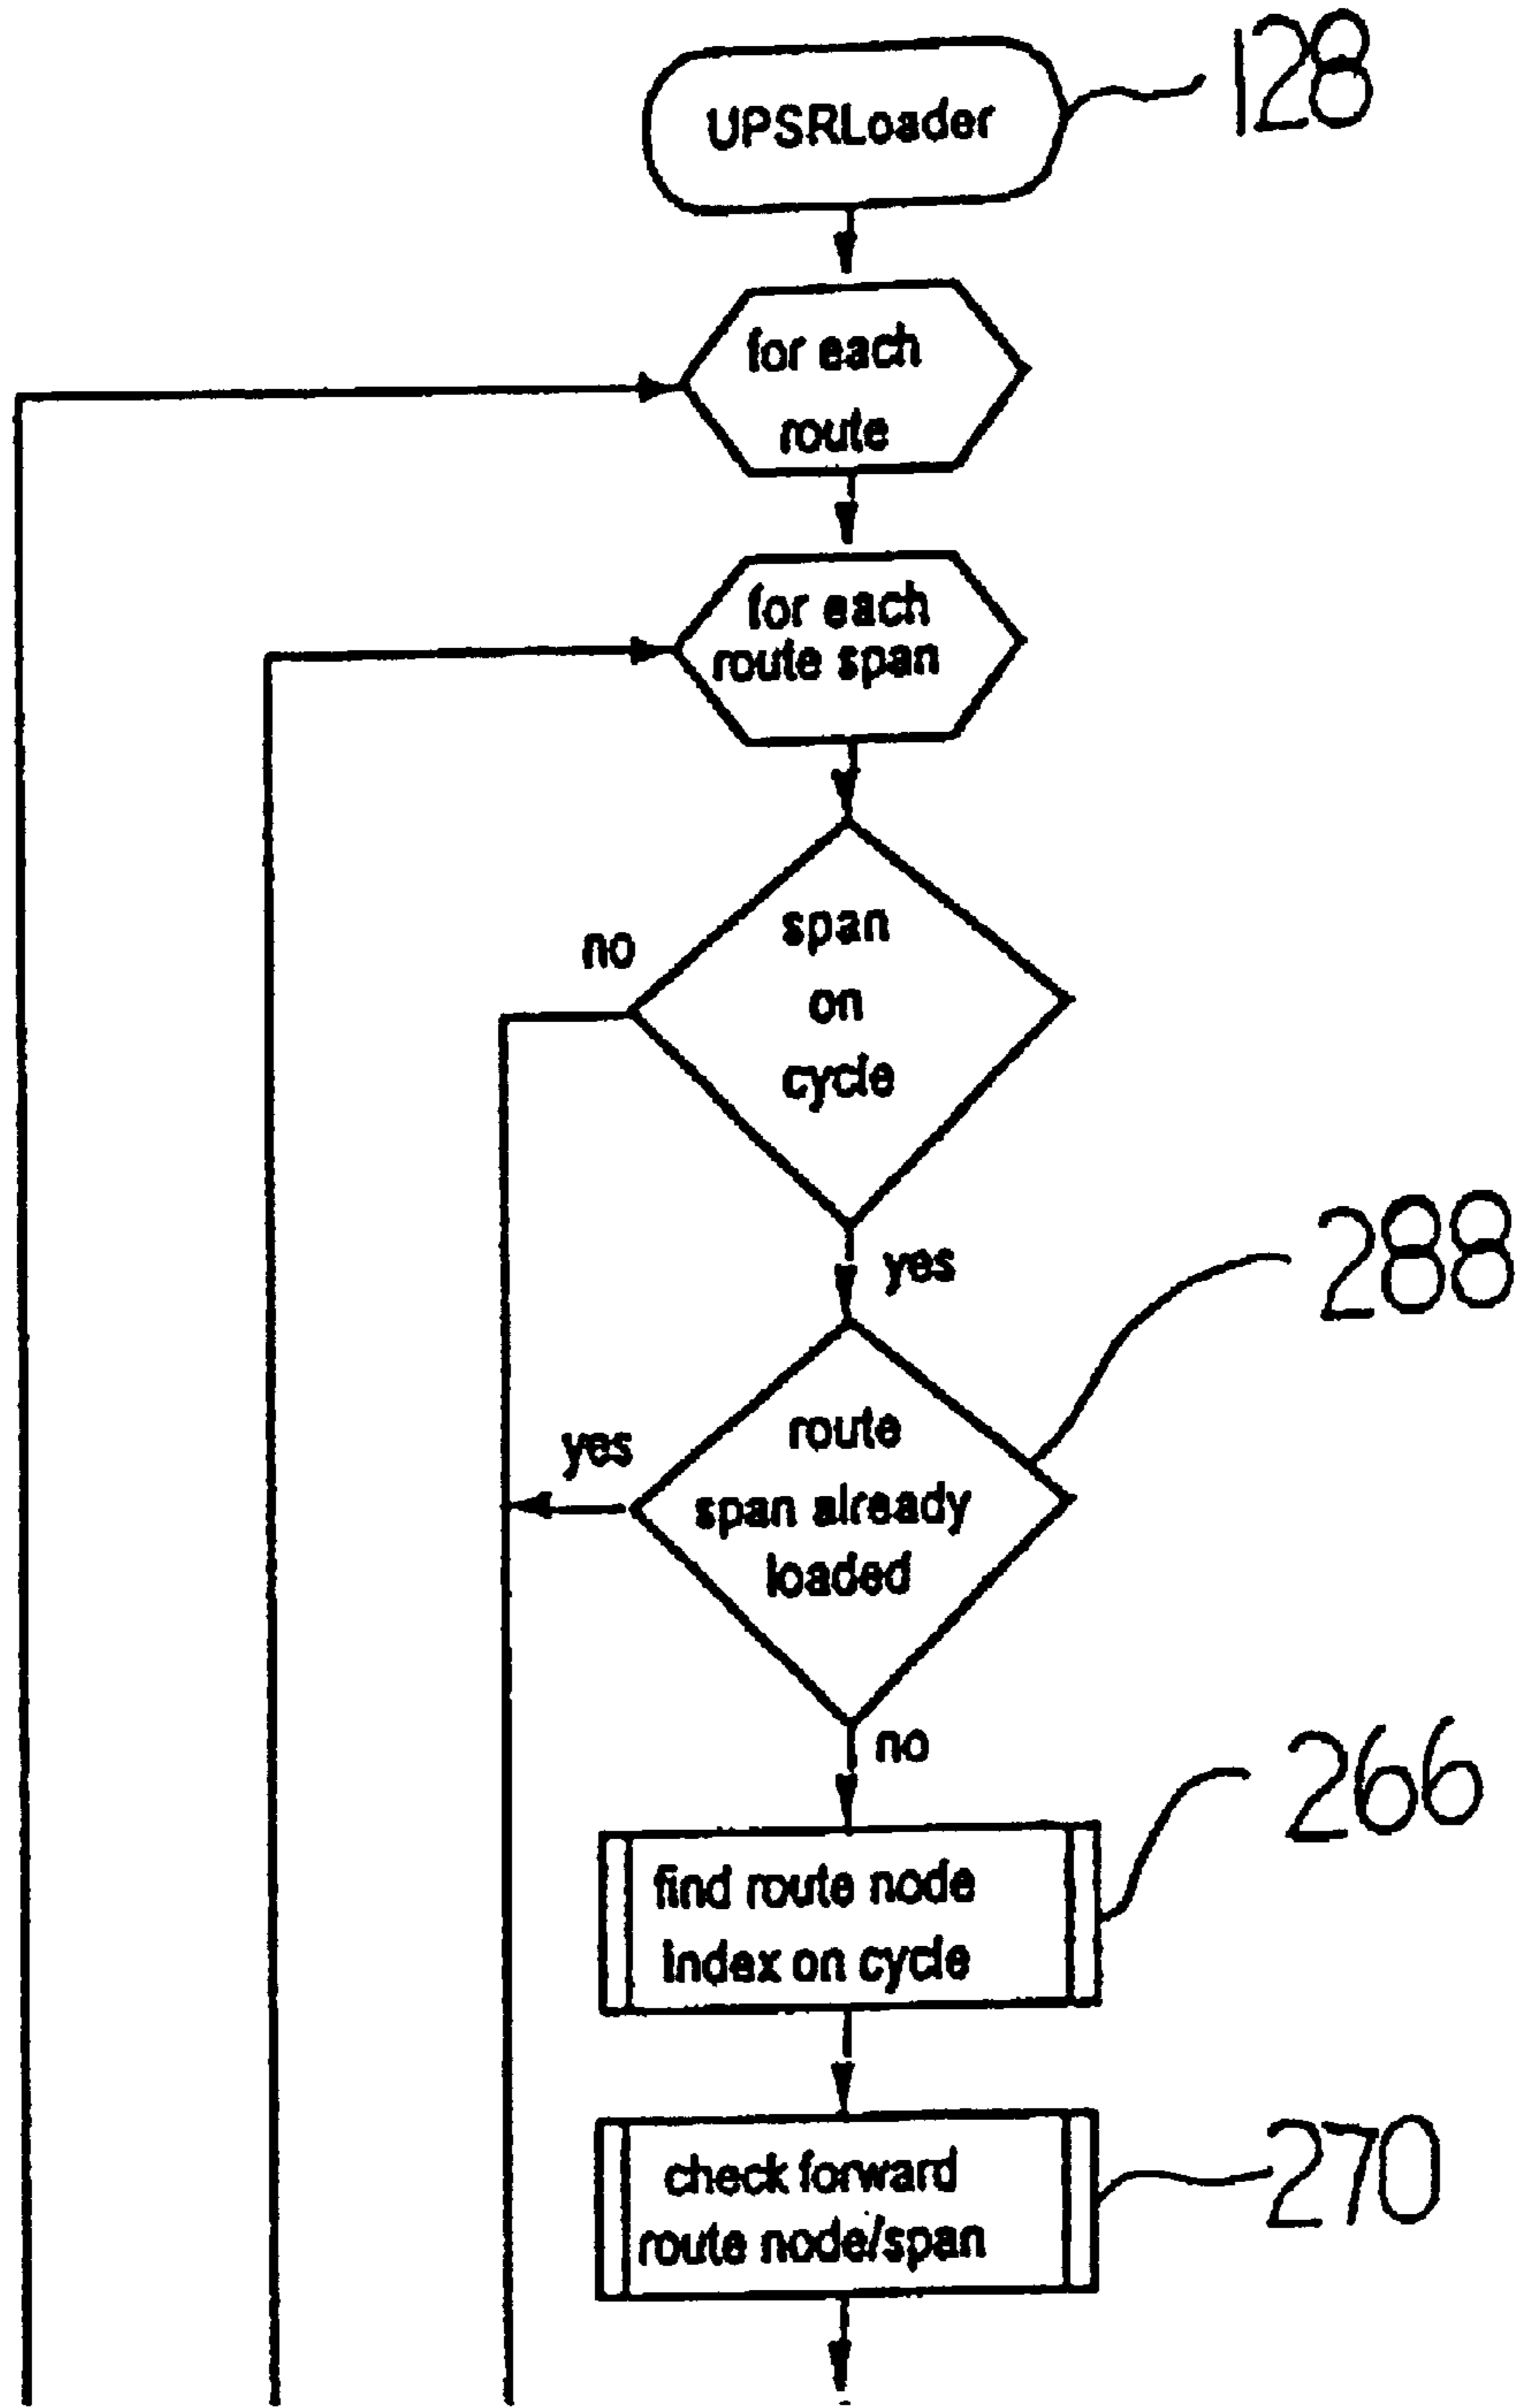 UPSRLoader
128
for each
route
for each
route span
span
on
cycle
no
yes
288
route
span already
loaded
yes
no
266
find route node
index on cycle
270
check forward
route node/span